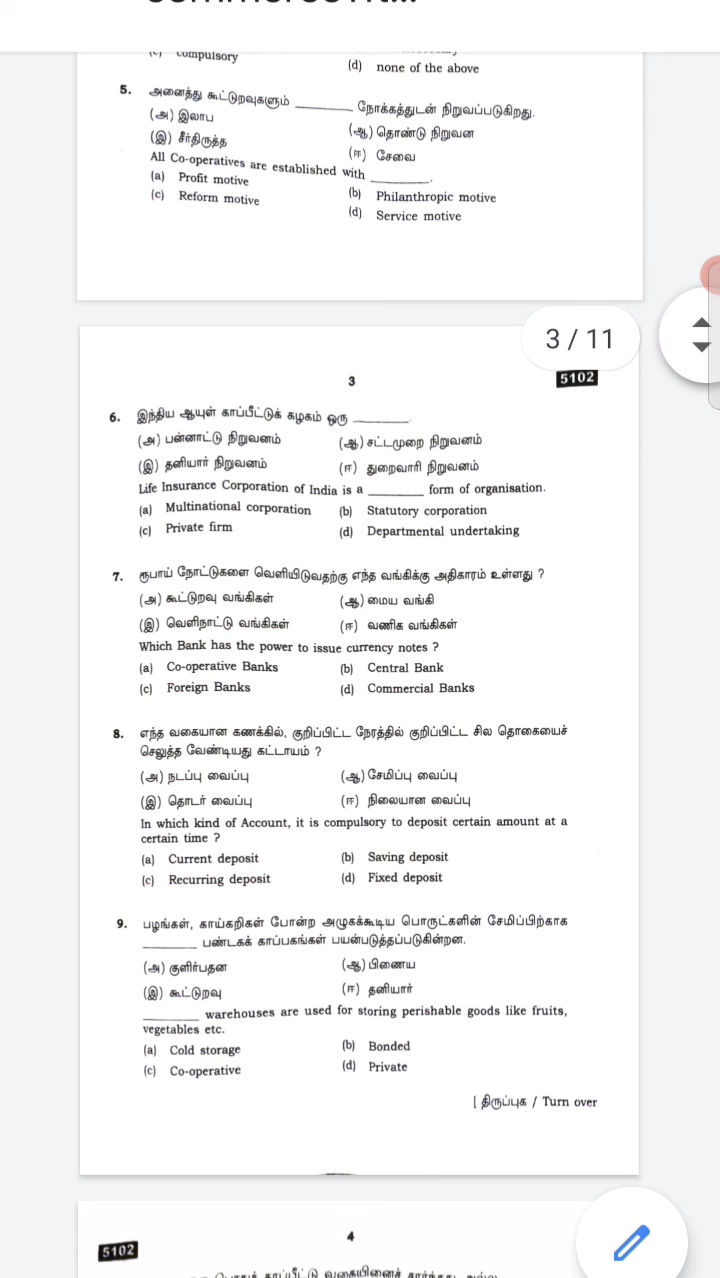 (c) compulsory
(d) none of the above
5. அனைத்து கூட்டுறவுகளும் ________ நோக்கத்துடன் நிறுவப்படுகிறது.
(அ) இலாப
(ஆ) தொண்டு நிறுவன
(இ) சீர்திருத்த
(ஈ) சேவை
All Co-operatives are established with ________.
(a) Profit motive
(b) Philanthropic motive
(c) Reform motive
(d) Service motive
3 / 11
3
5102
6. இந்திய ஆயுள் காப்பீட்டுக் கழகம் ஒரு ________.
(அ) பன்னாட்டு நிறுவனம் (ஆ) சட்டமுறை நிறுவனம்
(இ) தனியார் நிறுவனம் (ஈ) துறைவாரி நிறுவனம்
Life Insurance Corporation of India is a ________ form of organisation.
(a) Multinational corporation (b) Statutory corporation
(c) Private firm (d) Departmental undertaking
7. ரூபாய் நோட்டுகளை வெளியிடுவதற்கு எந்த வங்கிக்கு அதிகாரம் உள்ளது ?
(அ) கூட்டுறவு வங்கிகள் (ஆ) மைய வங்கி
(இ) வெளிநாட்டு வங்கிகள் (ஈ) வணிக வங்கிகள்
Which Bank has the power to issue currency notes ?
(a) Co-operative Banks (b) Central Bank
(c) Foreign Banks (d) Commercial Banks
8. எந்த வகையான கணக்கில், குறிப்பிட்ட நேரத்தில் குறிப்பிட்ட சில தொகையைச்
செலுத்த வேண்டியது கட்டாயம் ?
(அ) நடப்பு வைப்பு (ஆ) சேமிப்பு வைப்பு
(இ) தொடர் வைப்பு (ஈ) நிலையான வைப்பு
In which kind of Account, it is compulsory to deposit certain amount at a
certain time ?
(a) Current deposit (b) Saving deposit
(c) Recurring deposit (d) Fixed deposit
9. பழங்கள், காய்கறிகள் போன்ற அழுகக்கூடிய பொருட்களின் சேமிப்பிற்காக
________ பண்டகக் காப்பகங்கள் பயன்படுத்தப்படுகின்றன.
(அ) குளிர்பதன (ஆ) பிணைய
(இ) கூட்டுறவு (ஈ) தனியார்
________ warehouses are used for storing perishable goods like fruits,
vegetables etc.
(a) Cold storage (b) Bonded
(c) Co-operative (d) Private
[ திருப்புக / Turn over
4
5102